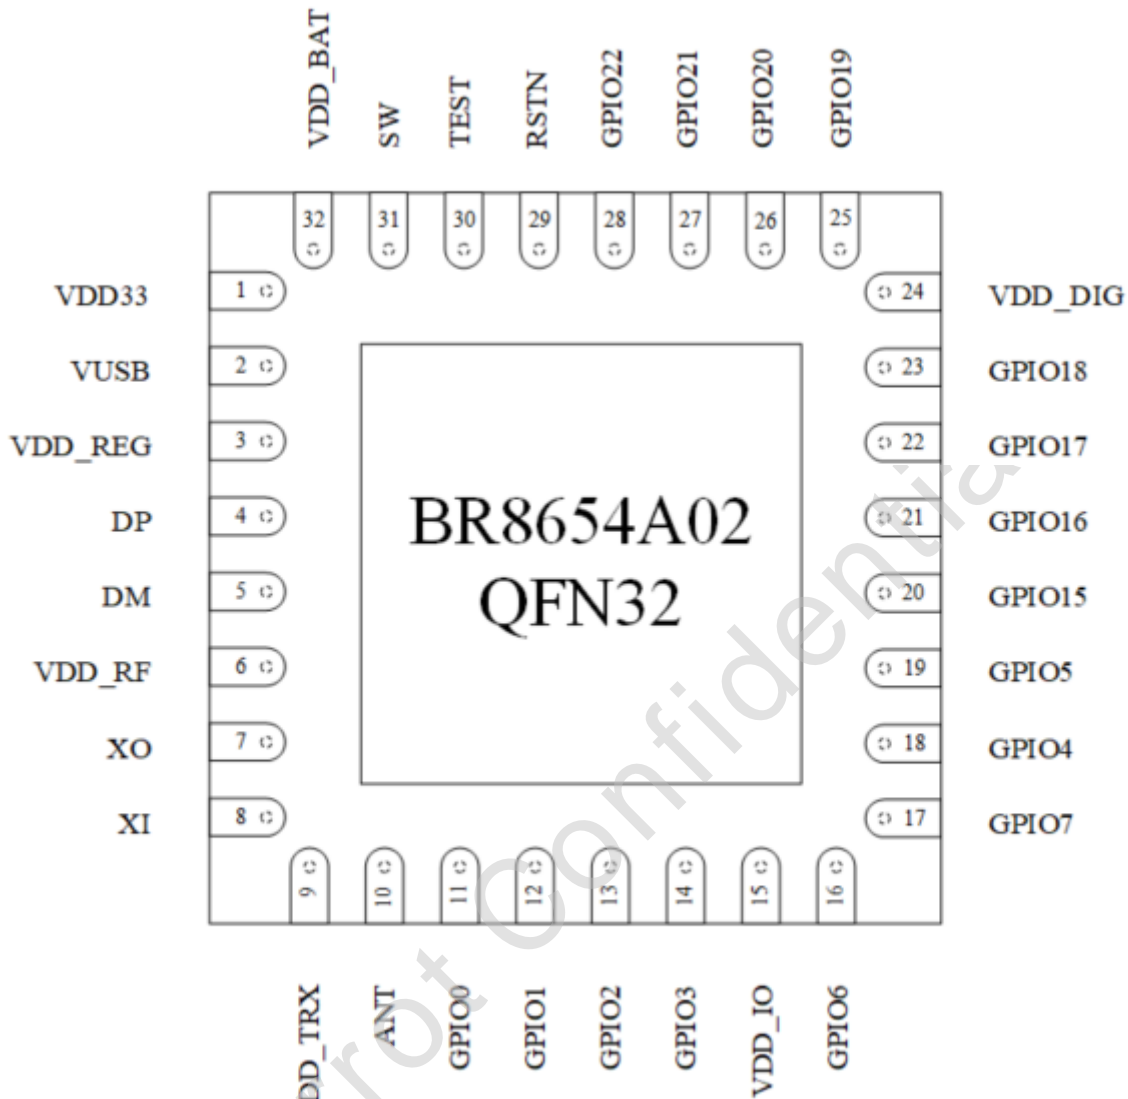 VDD_BAT
SW
TEST
RSTN
GPIO22
GPIO21
GPIO20
GPIO19
32 31 30 29 28 27 26 25
VDD33 1
VUSB 2
VDD_REG 3
DP 4
DM 5
VDD_RF 6
XO 7
XI 8
BR8654A02
QFN32
24 VDD_DIG
23 GPIO18
22 GPIO17
21 GPIO16
20 GPIO15
19 GPIO5
18 GPIO4
17 GPIO7
9 10 11 12 13 14 15 16
DD_TRX
ANT
GPIO0
GPIO1
GPIO2
GPIO3
VDD_IO
GPIO6
rot Confidentia